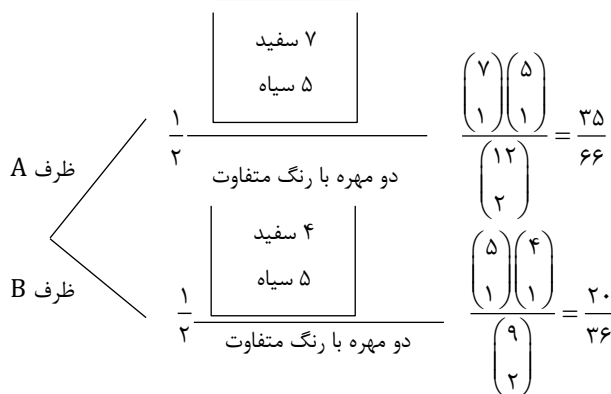 ۷ سفید
۵ سیاه
ظرف A
۱/۲
دو مهره با رنگ متفاوت
(۷ ۱)(۵ ۱)/(۱۲ ۲) = ۳۵/۶۶
۴ سفید
۵ سیاه
ظرف B
۱/۲
دو مهره با رنگ متفاوت
(۵ ۱)(۴ ۱)/(۹ ۲) = ۲۰/۳۶